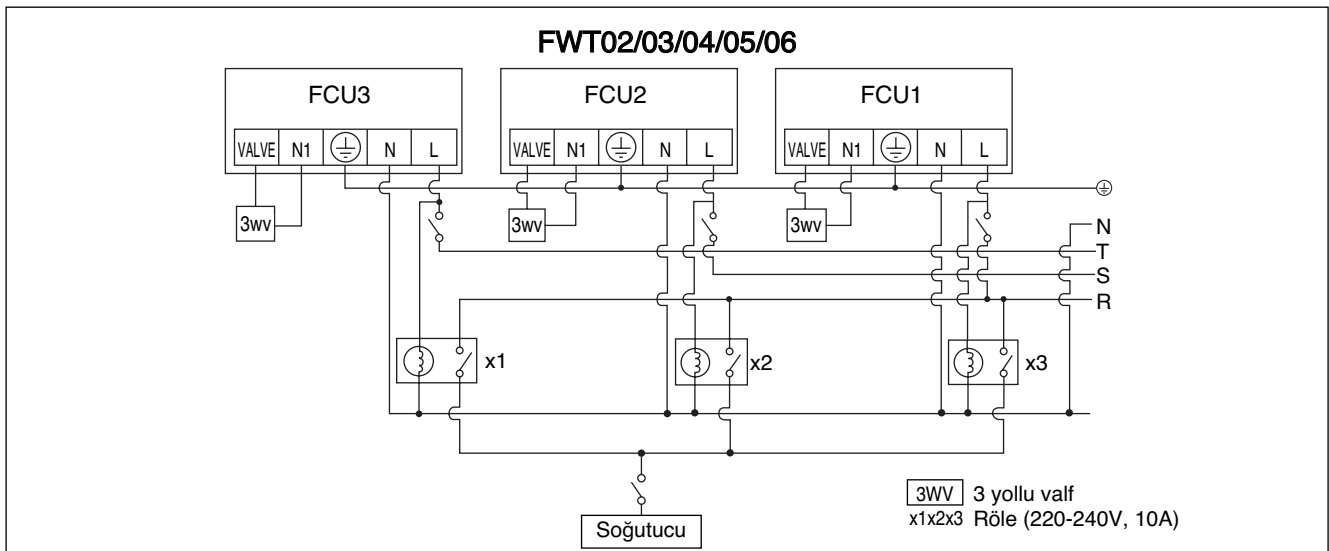 FWT02/03/04/05/06
FCU3 FCU2 FCU1
VALVE N1 N L VALVE N1 N L VALVE N1 N L
3wv 3wv 3wv
N
T
S
R
x1 x2 x3
3WV 3 yollu valf
x1x2x3 Röle (220-240V, 10A)
Soğutucu